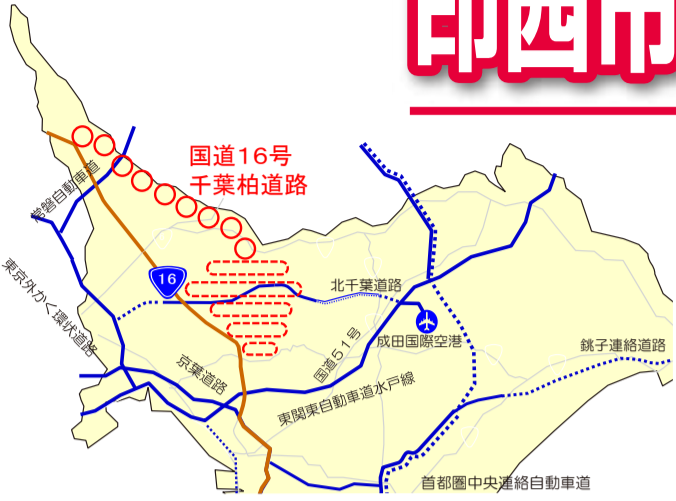 印西市
国道16号
千葉柏道路
常磐自動車道
16
東京外かく環状道路
北千葉道路
成田国際空港
国道51号
銚子連絡道路
京葉道路
東関東自動車道水戸線
首都圏中央連絡自動車道